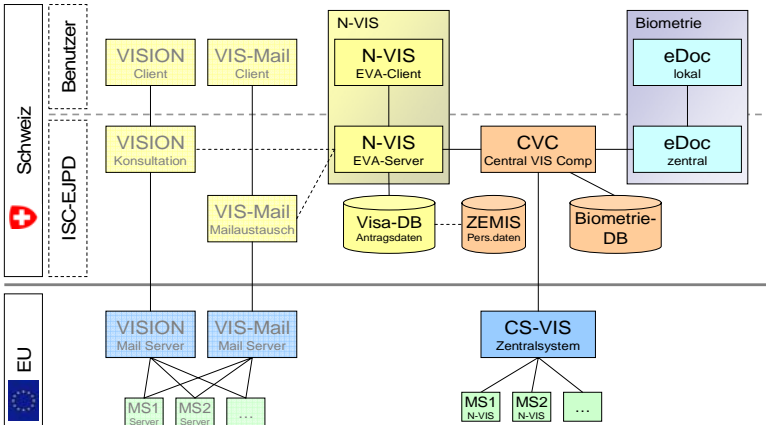 N-VIS
Biometrie
Schweiz
Benutzer
VISION
Client
VIS-Mail
Client
N-VIS
EVA-Client
eDoc
lokal
ISC-EJPD
VISION
Konsultation
N-VIS
EVA-Server
CVC
Central VIS Comp
eDoc
zentral
VIS-Mail
Mailaustausch
Visa-DB
Antragsdaten
ZEMIS
Pers.daten
Biometrie-
DB
EU
VISION
Mail Server
VIS-Mail
Mail Server
CS-VIS
Zentralsystem
MS1
Server
MS2
Server
...
MS1
N-VIS
MS2
N-VIS
...